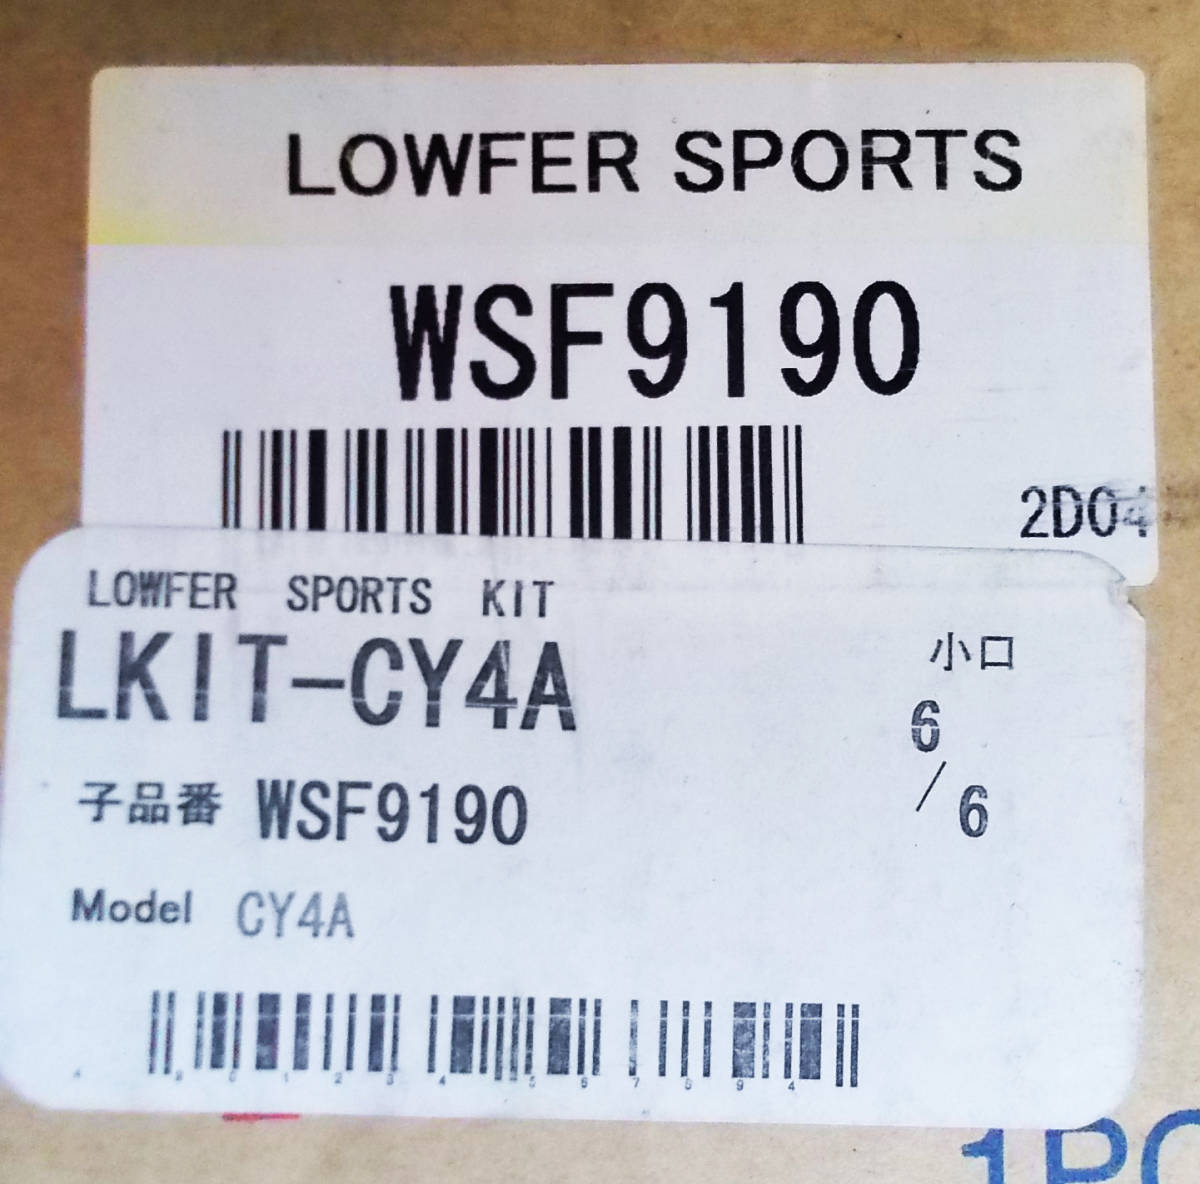 LOWFER SPORTS
WSF9190
2D04
LOWFER SPORTS KIT
LKIT-CY4A
小口
6/6
子品番 WSF9190
Model CY4A
1PC